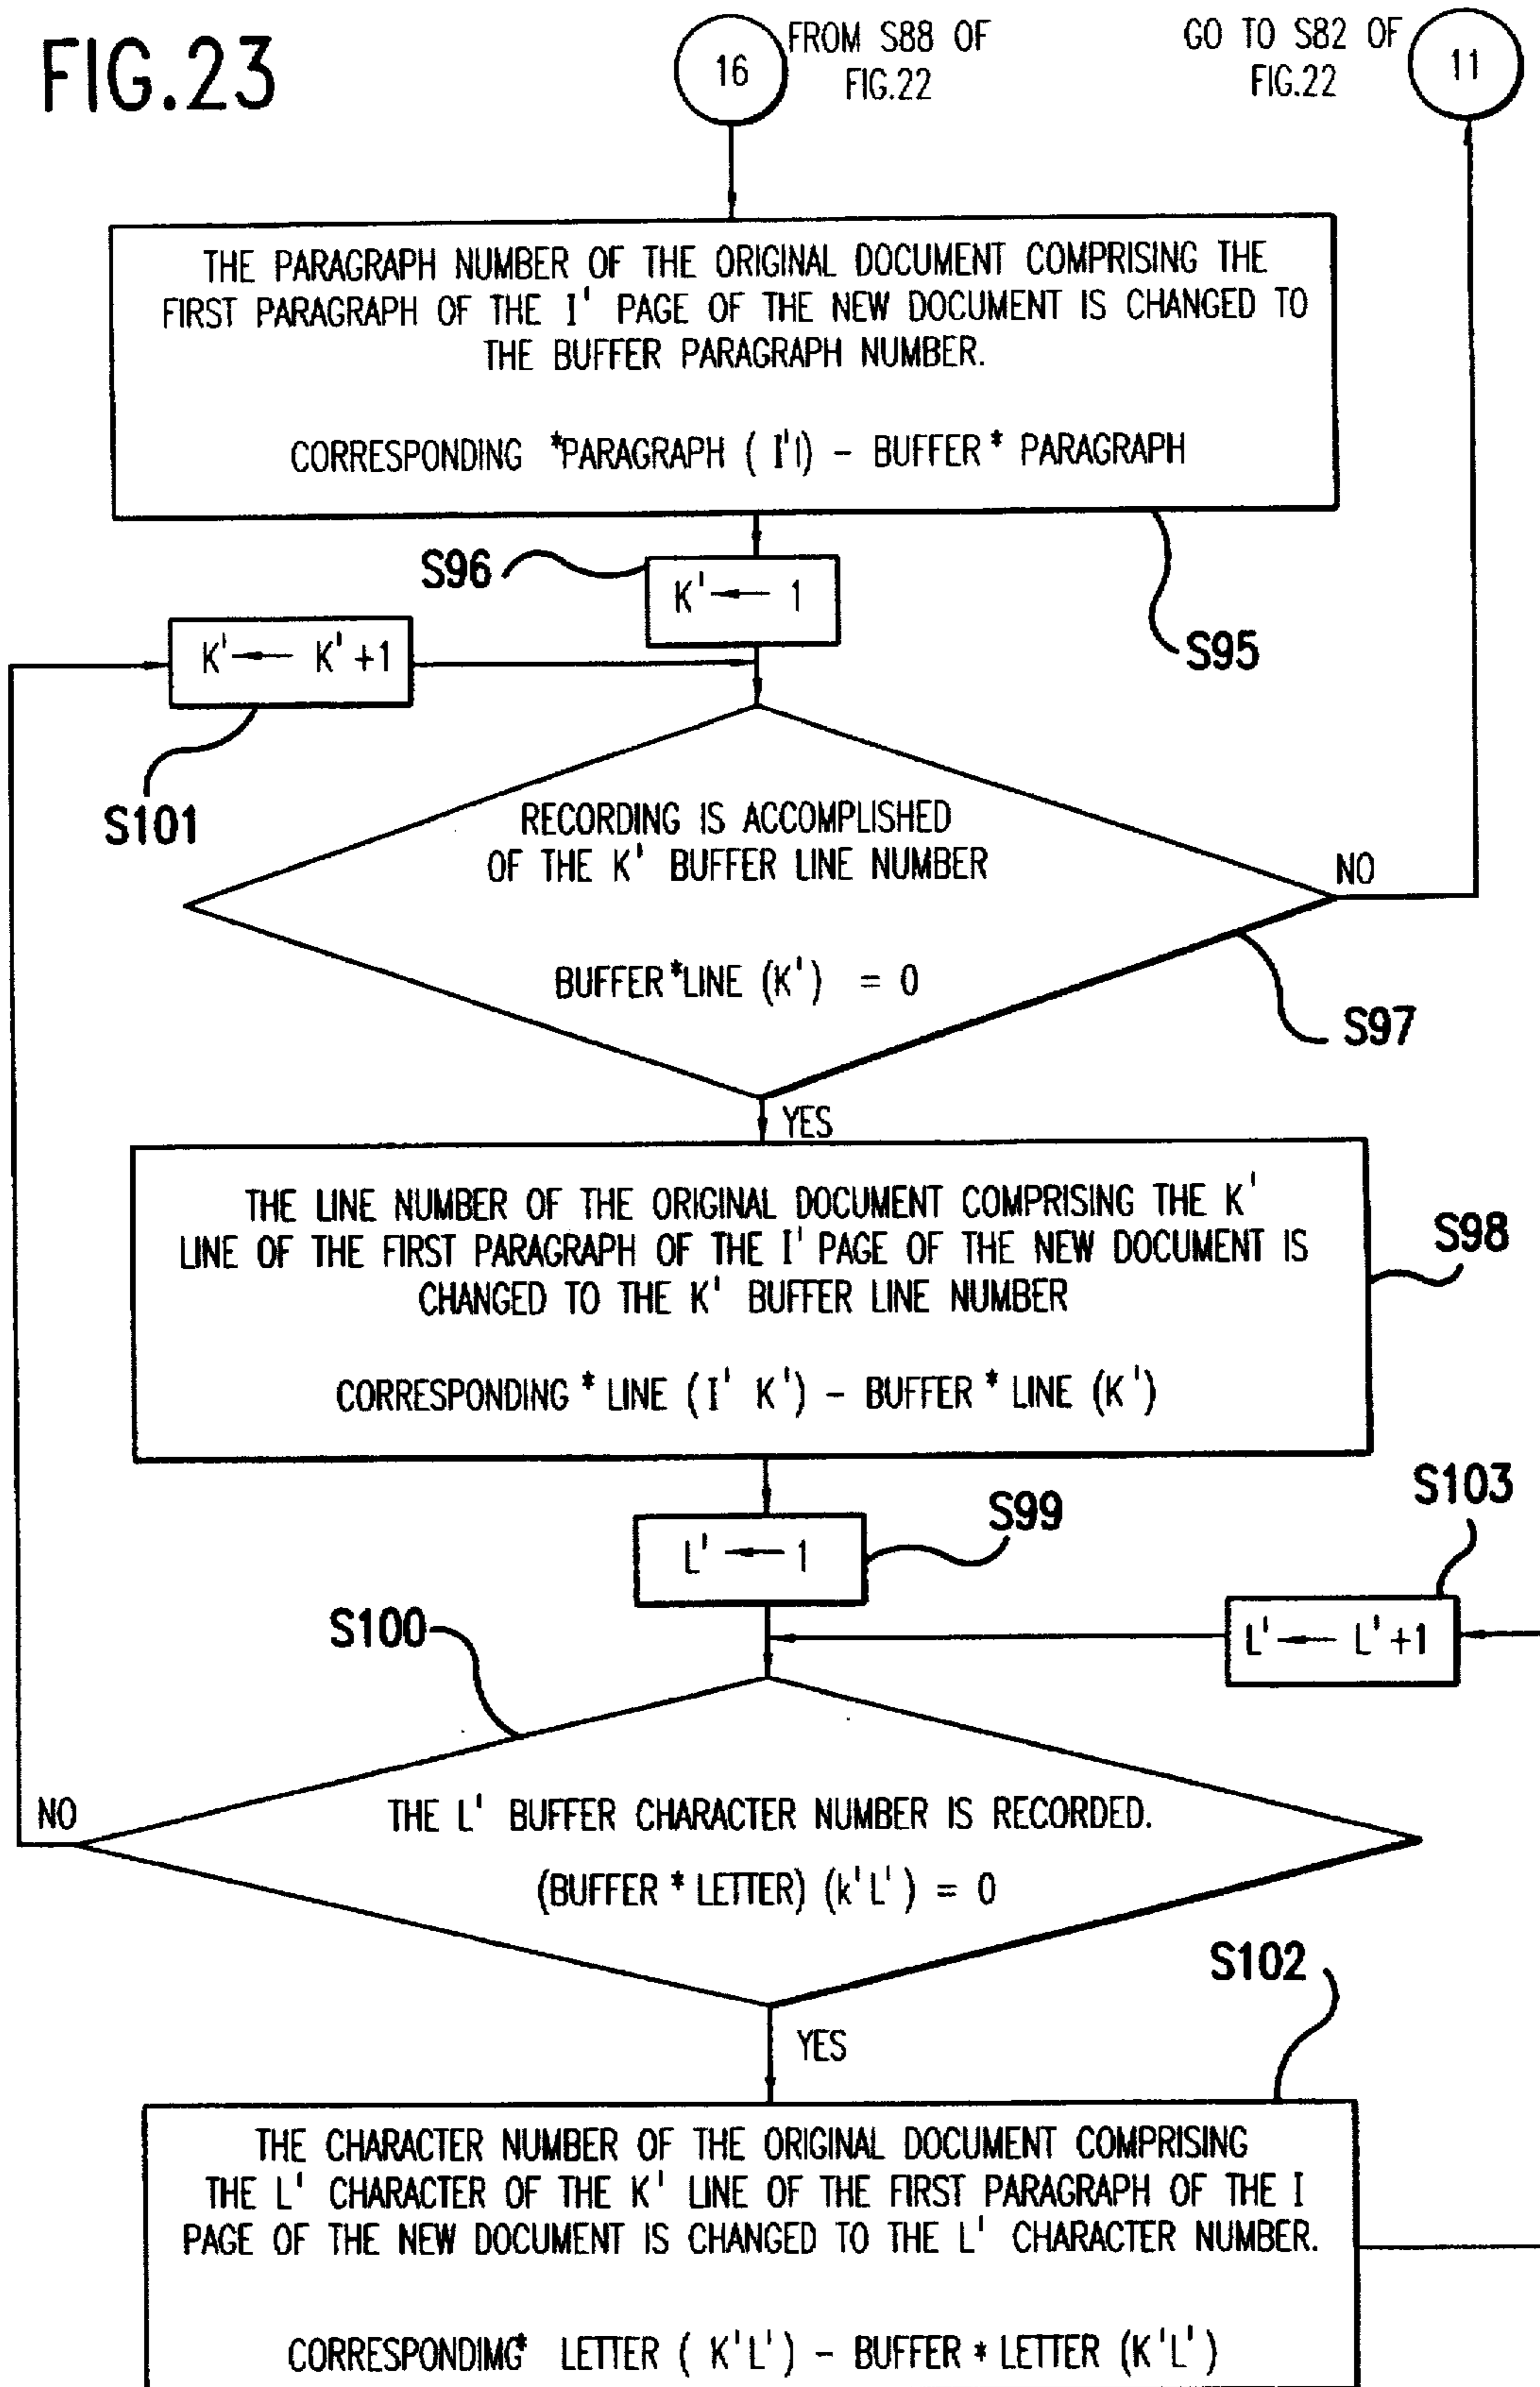 FIG.23
16
FROM S88 OF
FIG.22
GO TO S82 OF
FIG.22
11
THE PARAGRAPH NUMBER OF THE ORIGINAL DOCUMENT COMPRISING THE
FIRST PARAGRAPH OF THE I' PAGE OF THE NEW DOCUMENT IS CHANGED TO
THE BUFFER PARAGRAPH NUMBER.
CORRESPONDING *PARAGRAPH ( I'1) - BUFFER* PARAGRAPH
S95
S96
K' ← 1
K' ← K'+1
S101
RECORDING IS ACCOMPLISHED
OF THE K' BUFFER LINE NUMBER
BUFFER*LINE (K') = 0
NO
S97
YES
THE LINE NUMBER OF THE ORIGINAL DOCUMENT COMPRISING THE K'
LINE OF THE FIRST PARAGRAPH OF THE I' PAGE OF THE NEW DOCUMENT IS
CHANGED TO THE K' BUFFER LINE NUMBER
CORRESPONDING * LINE (I' K') - BUFFER * LINE (K')
S98
L' ← 1
S99
S103
L' ← L'+1
S100
NO
THE L' BUFFER CHARACTER NUMBER IS RECORDED.
(BUFFER * LETTER) (k'L') = 0
YES
S102
THE CHARACTER NUMBER OF THE ORIGINAL DOCUMENT COMPRISING
THE L' CHARACTER OF THE K' LINE OF THE FIRST PARAGRAPH OF THE I
PAGE OF THE NEW DOCUMENT IS CHANGED TO THE L' CHARACTER NUMBER.
CORRESPONDIMG* LETTER ( K'L') - BUFFER * LETTER (K'L')